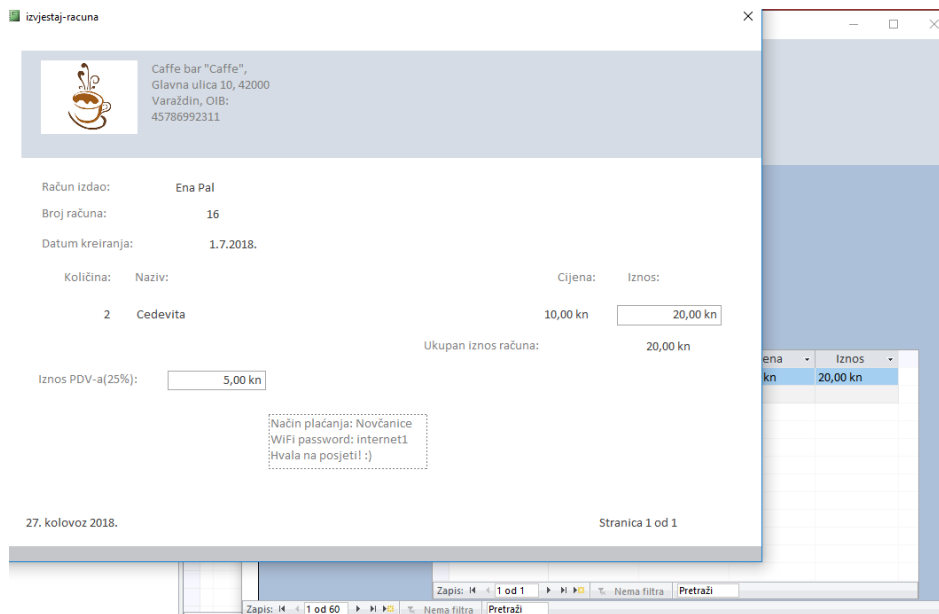 izvjestaj-racuna
Caffe bar "Caffe",
Glavna ulica 10, 42000
Varaždin, OIB:
45786992311
Račun izdao: Ena Pal
Broj računa: 16
Datum kreiranja: 1.7.2018.
Količina: Naziv: Cijena: Iznos:
2 Cedevita 10,00 kn 20,00 kn
Ukupan iznos računa: 20,00 kn
Iznos PDV-a(25%): 5,00 kn
Način plaćanja: Novčanice
WiFi password: internet1
Hvala na posjeti! :)
27. kolovoz 2018. Stranica 1 od 1
ena Iznos
kn 20,00 kn
Zapis: 1 od 1 Nema filtra Pretraži
Zapis: 1 od 60 Nema filtra Pretraži